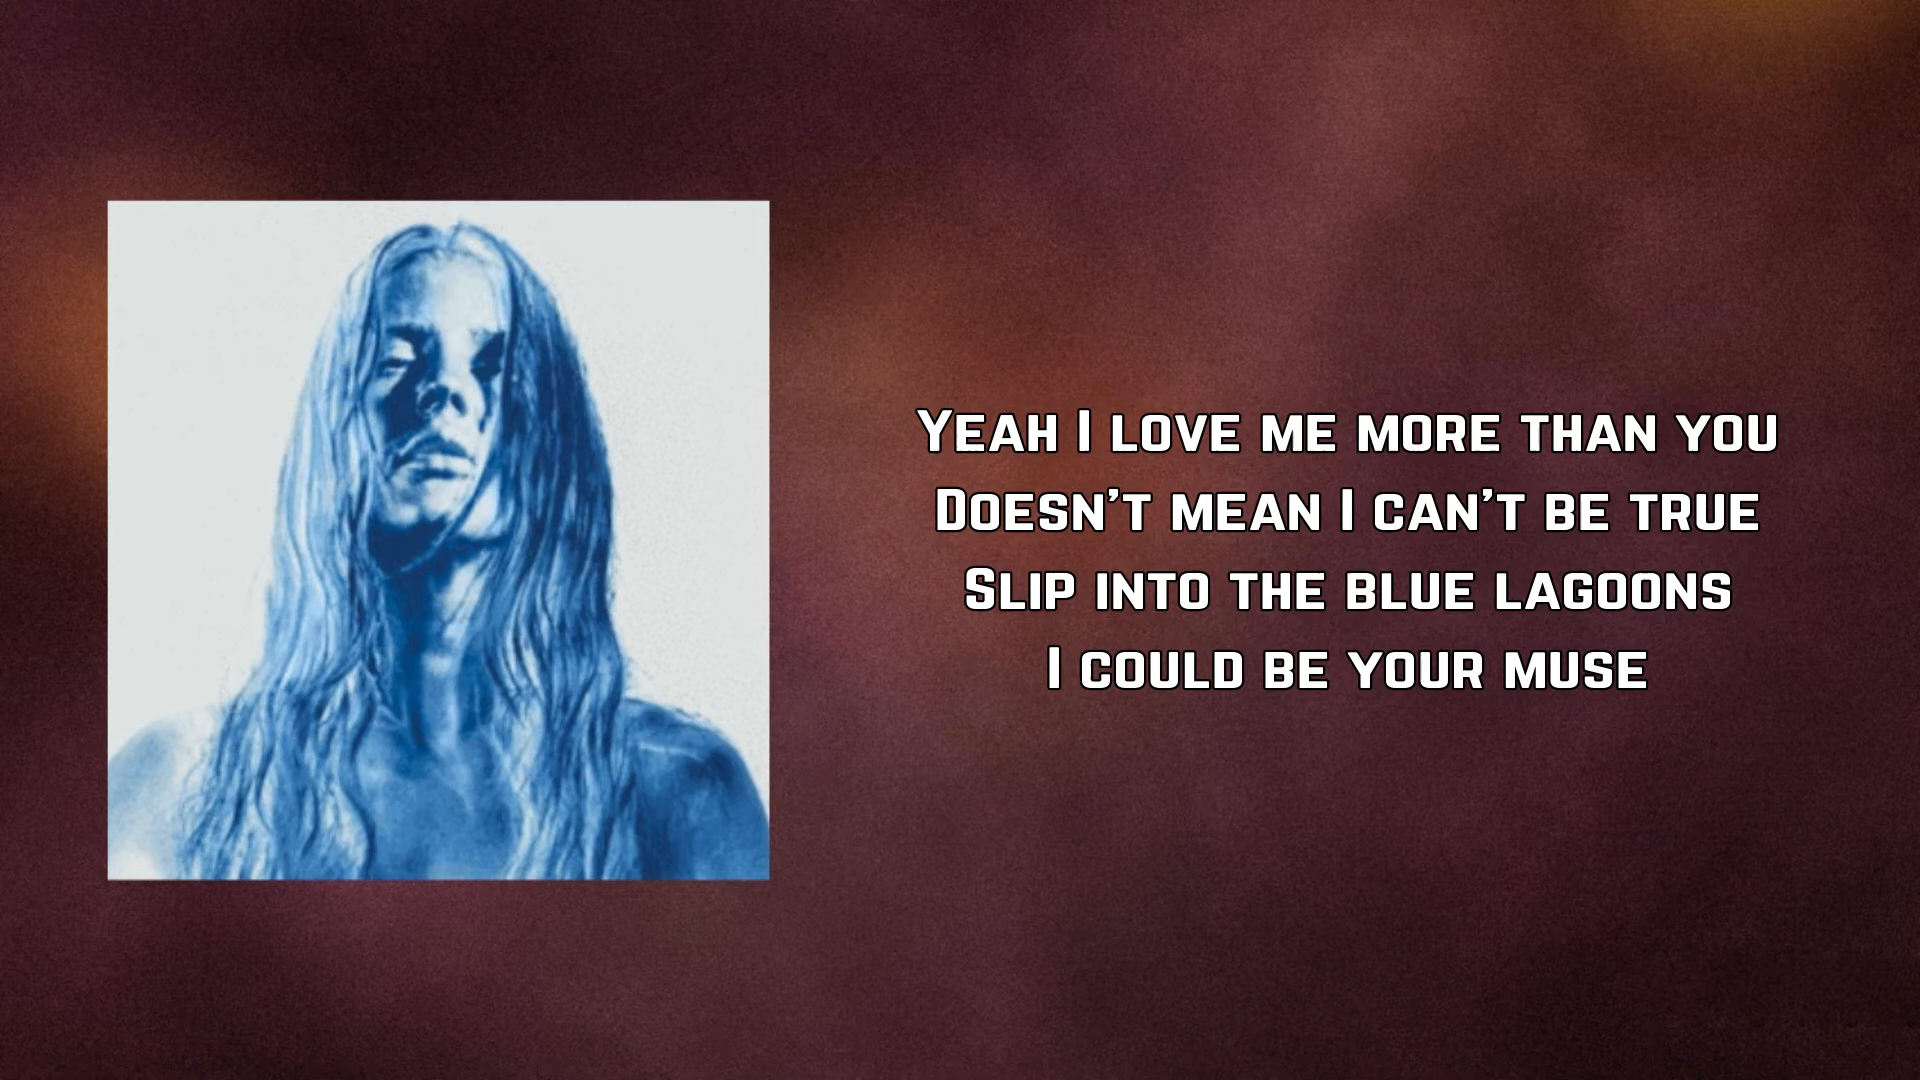 Yeah I love me more than you
Doesn't mean I can't be true
Slip into the blue lagoons
I could be your muse